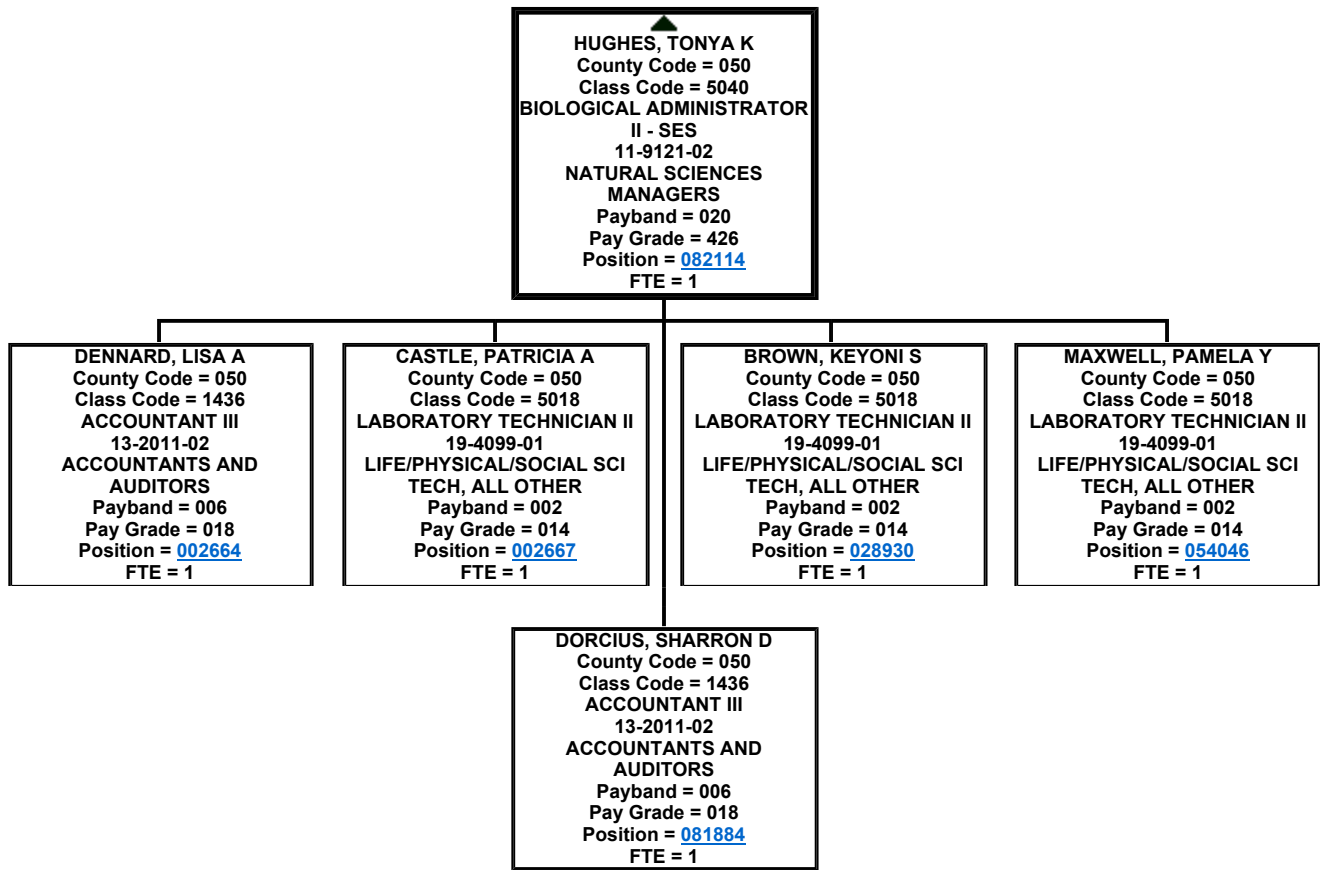 HUGHES, TONYA K
County Code = 050
Class Code = 5040
BIOLOGICAL ADMINISTRATOR
II - SES
11-9121-02
NATURAL SCIENCES
MANAGERS
Payband = 020
Pay Grade = 426
Position = 082114
FTE = 1
DENNARD, LISA A
County Code = 050
Class Code = 1436
ACCOUNTANT III
13-2011-02
ACCOUNTANTS AND
AUDITORS
Payband = 006
Pay Grade = 018
Position = 002664
FTE = 1
CASTLE, PATRICIA A
County Code = 050
Class Code = 5018
LABORATORY TECHNICIAN II
19-4099-01
LIFE/PHYSICAL/SOCIAL SCI
TECH, ALL OTHER
Payband = 002
Pay Grade = 014
Position = 002667
FTE = 1
BROWN, KEYONI S
County Code = 050
Class Code = 5018
LABORATORY TECHNICIAN II
19-4099-01
LIFE/PHYSICAL/SOCIAL SCI
TECH, ALL OTHER
Payband = 002
Pay Grade = 014
Position = 028930
FTE = 1
MAXWELL, PAMELA Y
County Code = 050
Class Code = 5018
LABORATORY TECHNICIAN II
19-4099-01
LIFE/PHYSICAL/SOCIAL SCI
TECH, ALL OTHER
Payband = 002
Pay Grade = 014
Position = 054046
FTE = 1
DORCIUS, SHARRON D
County Code = 050
Class Code = 1436
ACCOUNTANT III
13-2011-02
ACCOUNTANTS AND
AUDITORS
Payband = 006
Pay Grade = 018
Position = 081884
FTE = 1